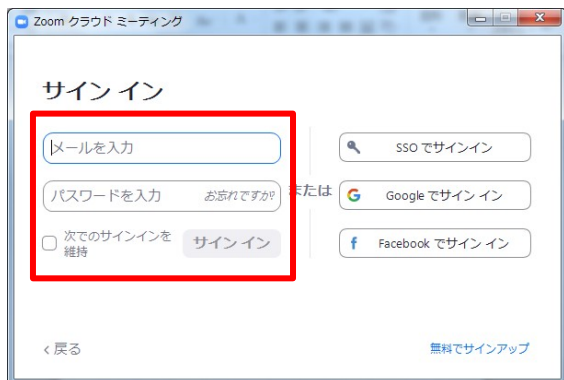 Zoom クラウド ミーティング
サイン イン
メールを入力
パスワードを入力 お忘れですか?
次でのサインインを
維持
サイン イン
または
SSO でサインイン
Google でサイン イン
Facebook でサイン イン
< 戻る
無料でサインアップ